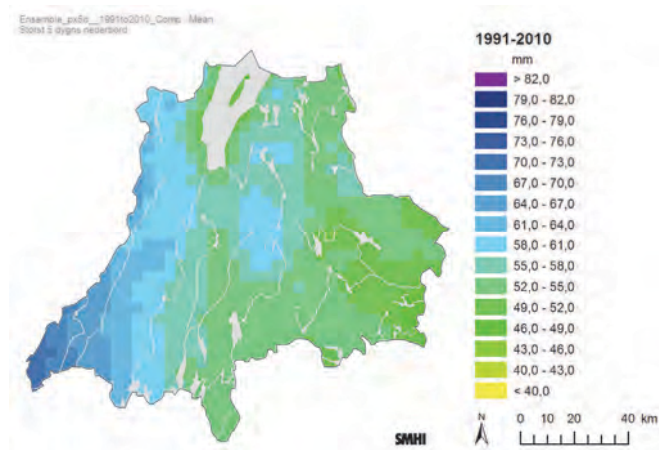 Ensemble_px5d__1991to2010_Comp - Mean
Störst 5 dygns nederbörd
1991-2010
mm
> 82,0
79,0 - 82,0
76,0 - 79,0
73,0 - 76,0
70,0 - 73,0
67,0 - 70,0
64,0 - 67,0
61,0 - 64,0
58,0 - 61,0
55,0 - 58,0
52,0 - 55,0
49,0 - 52,0
46,0 - 49,0
43,0 - 46,0
40,0 - 43,0
< 40,0
N
0 10 20 40 km
SMHI